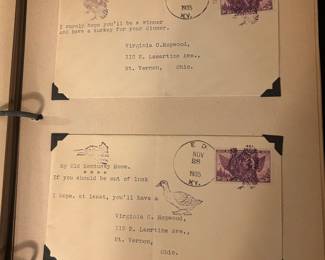 I surely hope you'll be a winner
and have a turkey for your dinner.
1935
KY.
Virginia C. Hopwood,
110 E. Lamartine Ave.,
Mt. Vernon, Ohio.
E. D.
NOV
28
1935
KY.
My Old Kentucky Home.
If you should be out of luck
I hope, at least, you'll have a
Virginia C. Hopwood,
110 E. Lamartine Ave.,
Mt. Vernon,
Ohio.